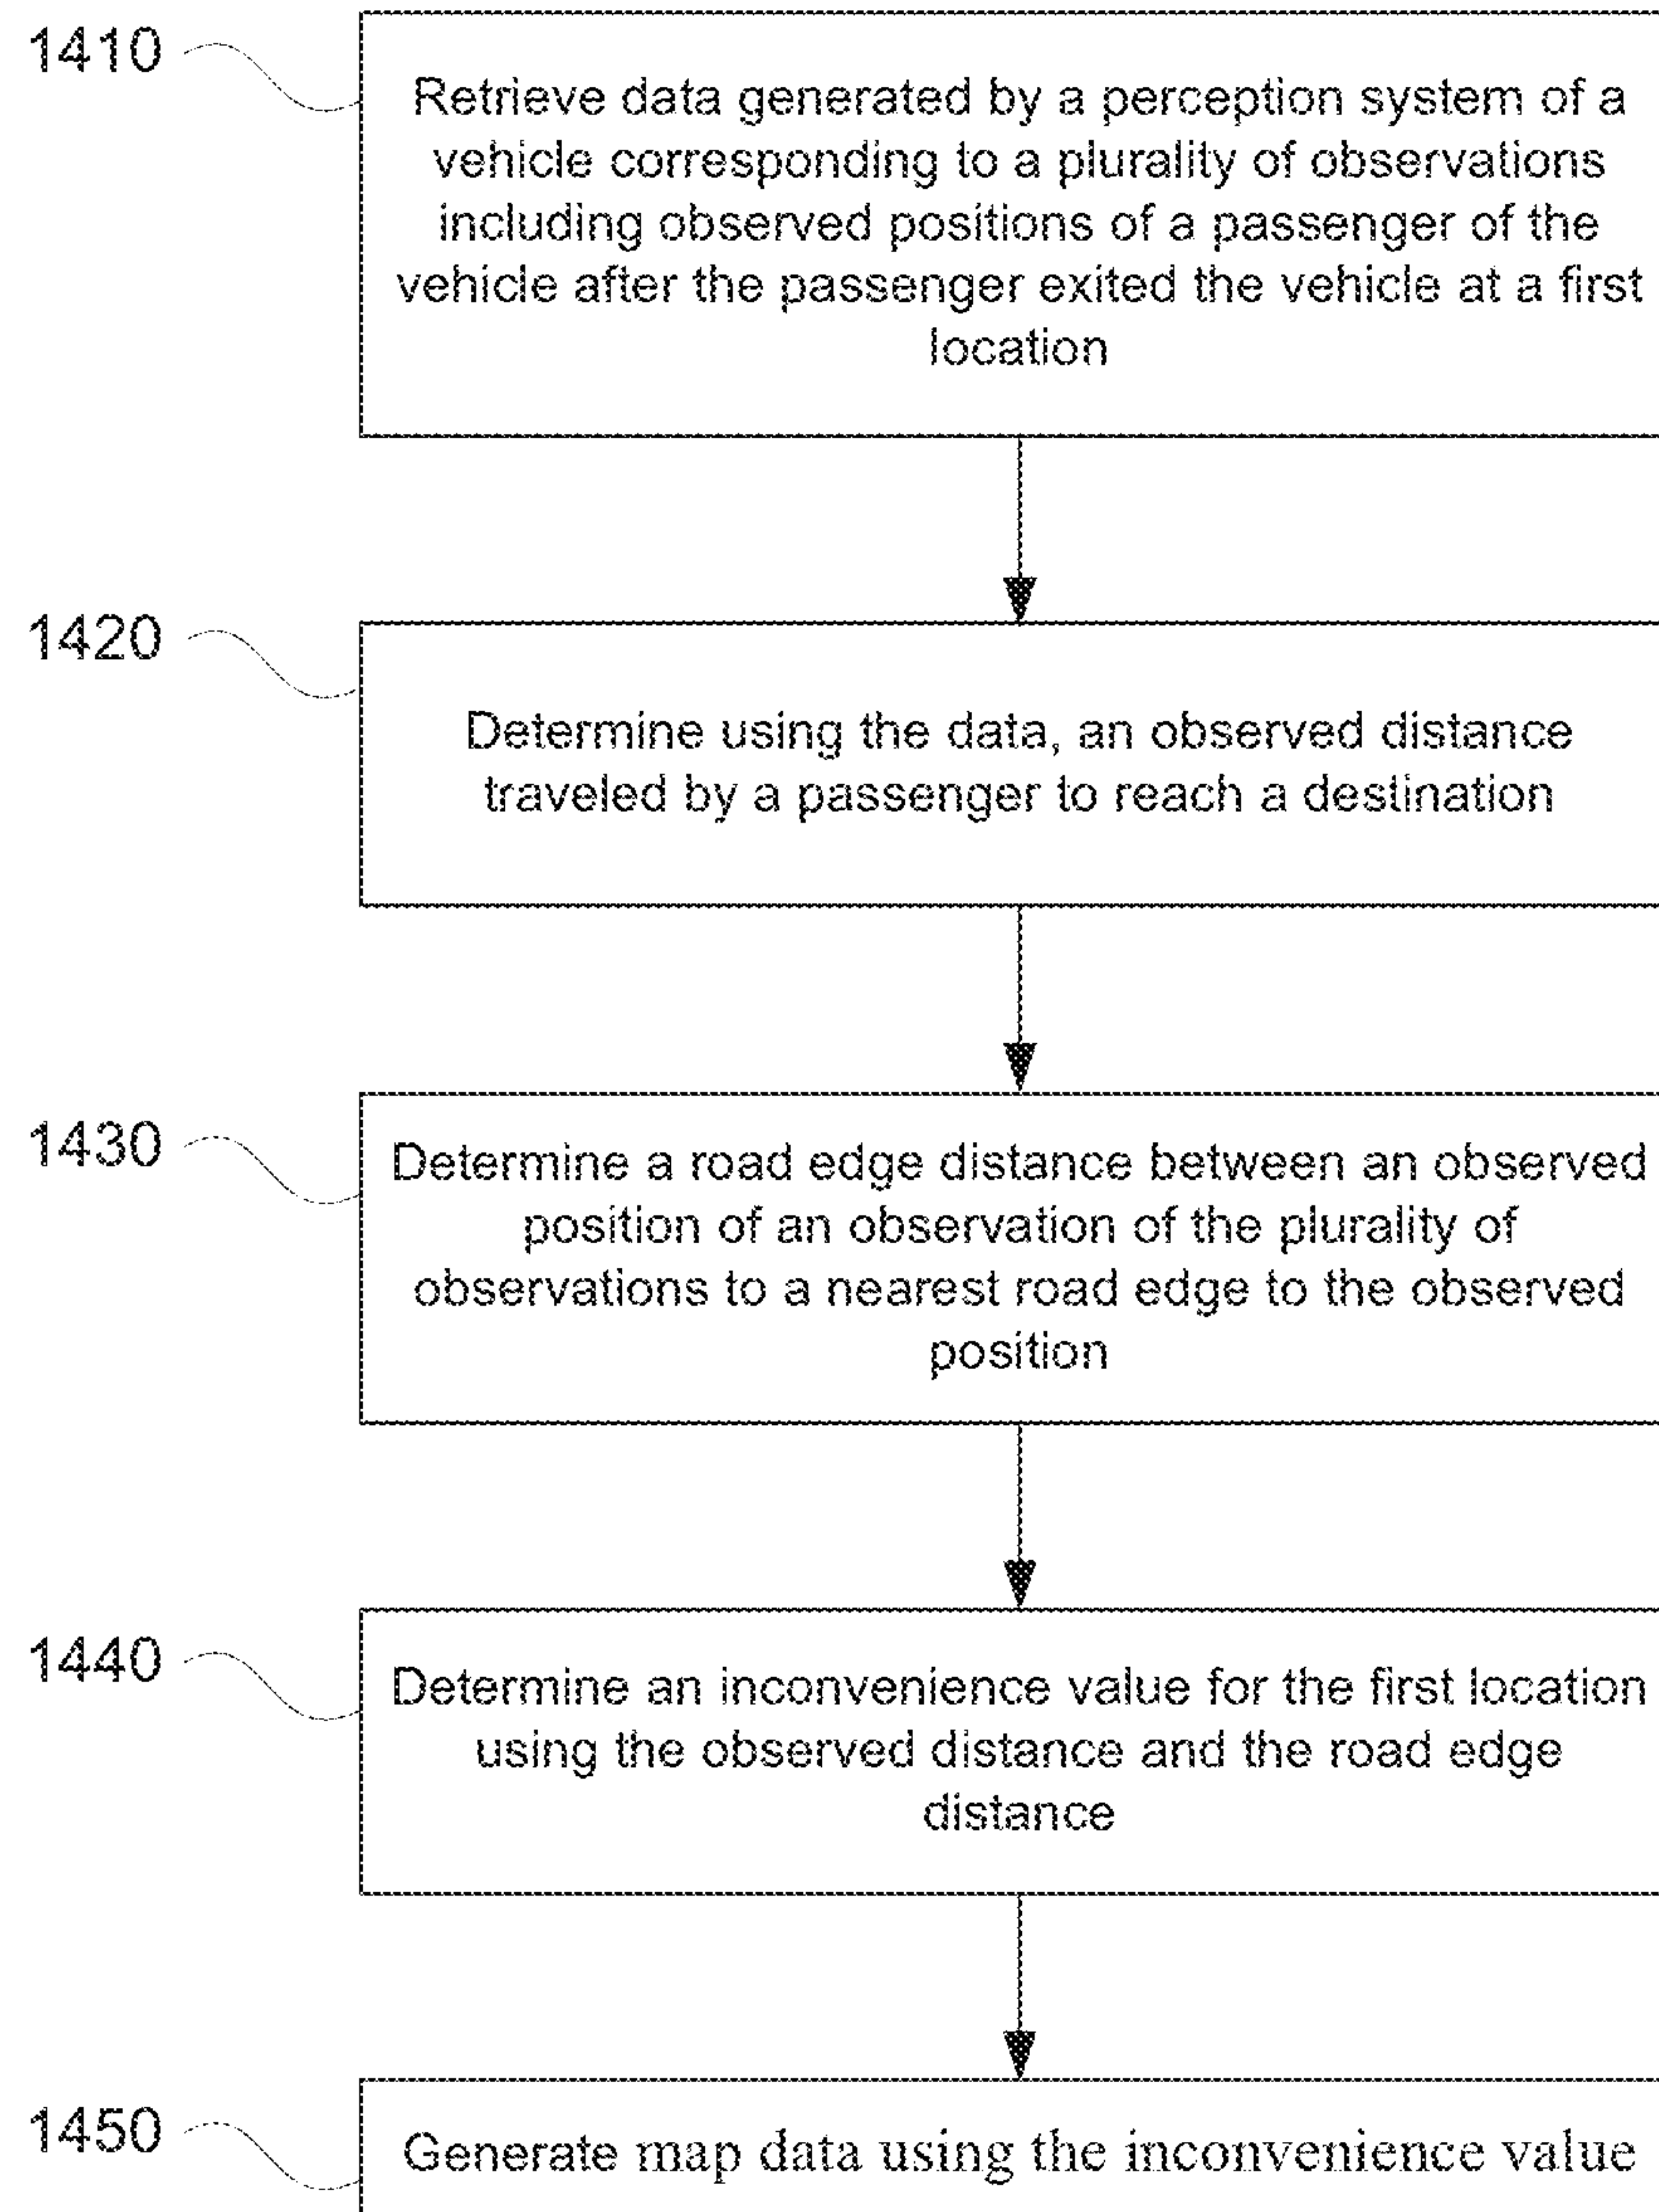 1410
Retrieve data generated by a perception system of a
vehicle corresponding to a plurality of observations
including observed positions of a passenger of the
vehicle after the passenger exited the vehicle at a first
location
1420
Determine using the data, an observed distance
traveled by a passenger to reach a destination
1430
Determine a road edge distance between an observed
position of an observation of the plurality of
observations to a nearest road edge to the observed
position
1440
Determine an inconvenience value for the first location
using the observed distance and the road edge
distance
1450
Generate map data using the inconvenience value